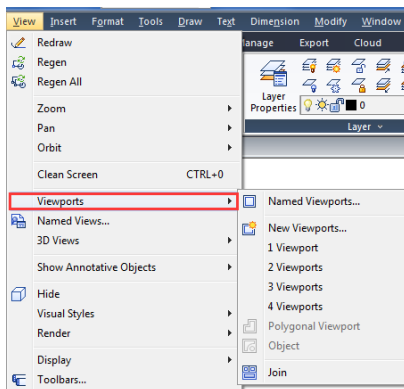 View Insert Format Tools Draw Text Dimension Modify Window
Manage Export Cloud
Redraw
Regen
Regen All
Zoom
Pan
Orbit
Clean Screen CTRL+0
Viewports
Named Views...
3D Views
Show Annotative Objects
Hide
Visual Styles
Render
Display
Toolbars...
Layer
Properties
0
Layer
Named Viewports...
New Viewports...
1 Viewport
2 Viewports
3 Viewports
4 Viewports
Polygonal Viewport
Object
Join